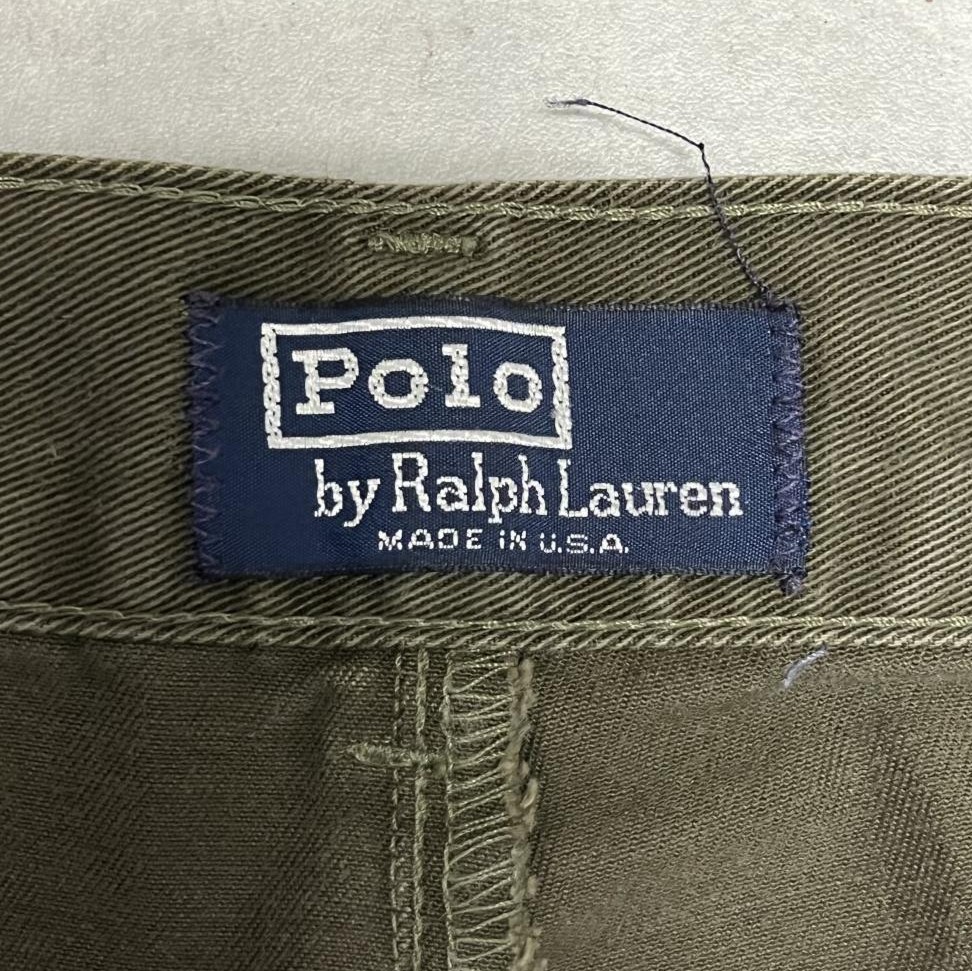 Polo
by Ralph Lauren
MADE IN U.S.A.